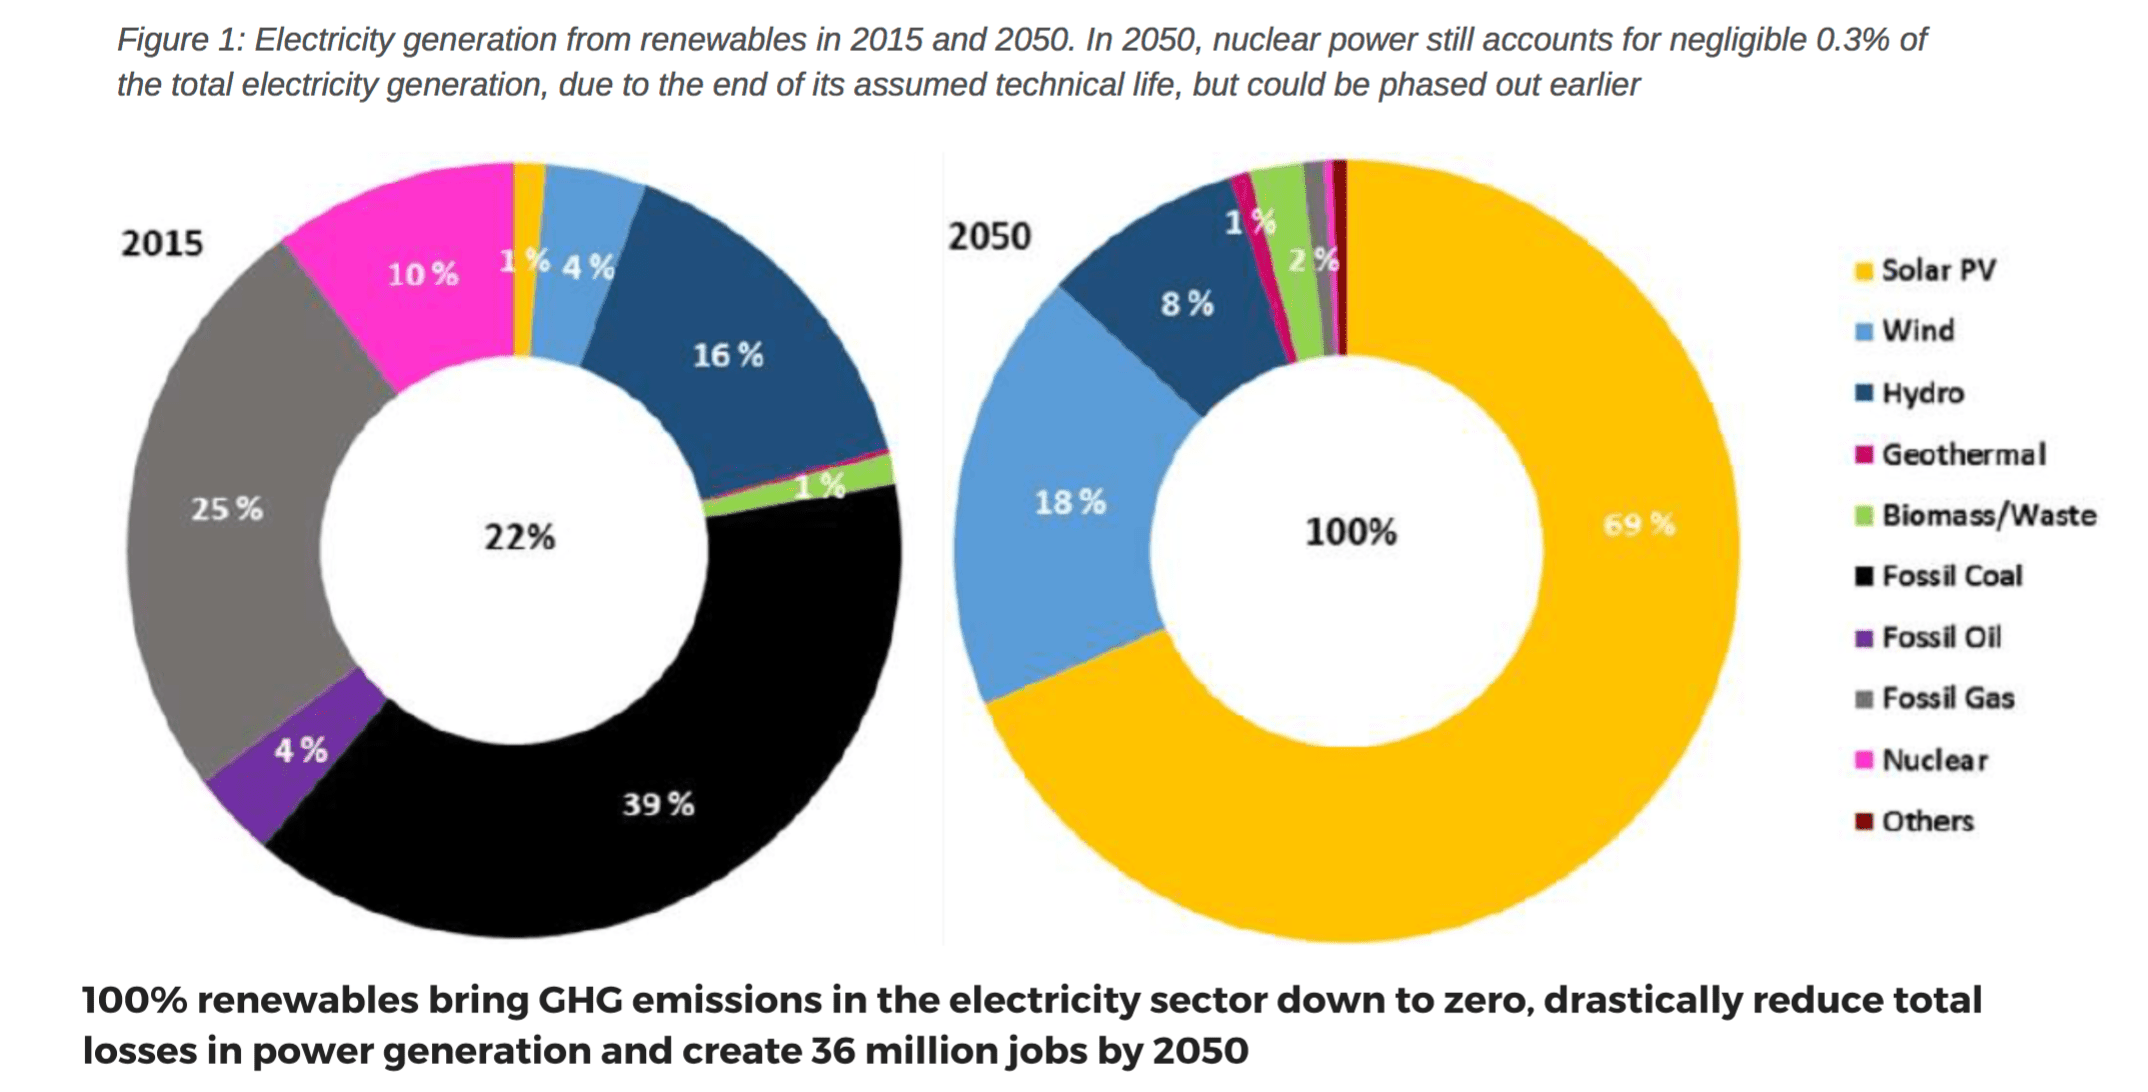 Figure 1: Electricity generation from renewables in 2015 and 2050. In 2050, nuclear power still accounts for negligible 0.3% of
the total electricity generation, due to the end of its assumed technical life, but could be phased out earlier
2015
10 %
1 %
4 %
16 %
1 %
25 %
22%
4 %
39 %
2050
1 %
2 %
8 %
18 %
100%
69 %
Solar PV
Wind
Hydro
Geothermal
Biomass/Waste
Fossil Coal
Fossil Oil
Fossil Gas
Nuclear
Others
100% renewables bring GHG emissions in the electricity sector down to zero, drastically reduce total
losses in power generation and create 36 million jobs by 2050